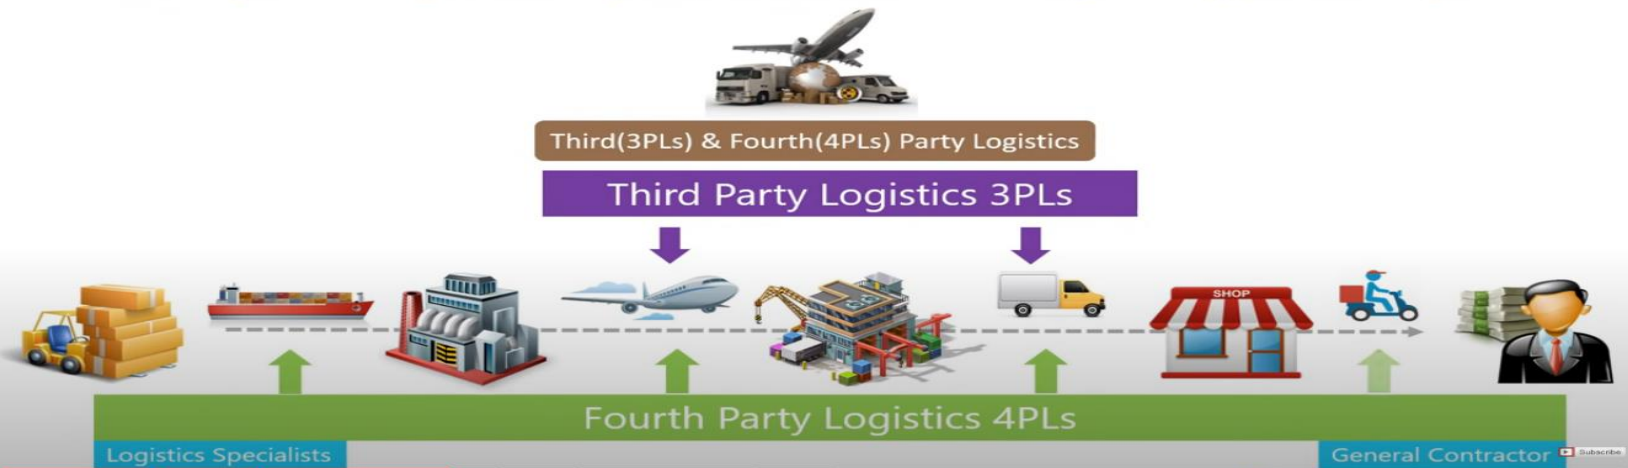 Third(3PLs) & Fourth(4PLs) Party Logistics
Third Party Logistics 3PLs
SHOP
Fourth Party Logistics 4PLs
Logistics Specialists
General Contractor
Subscribe